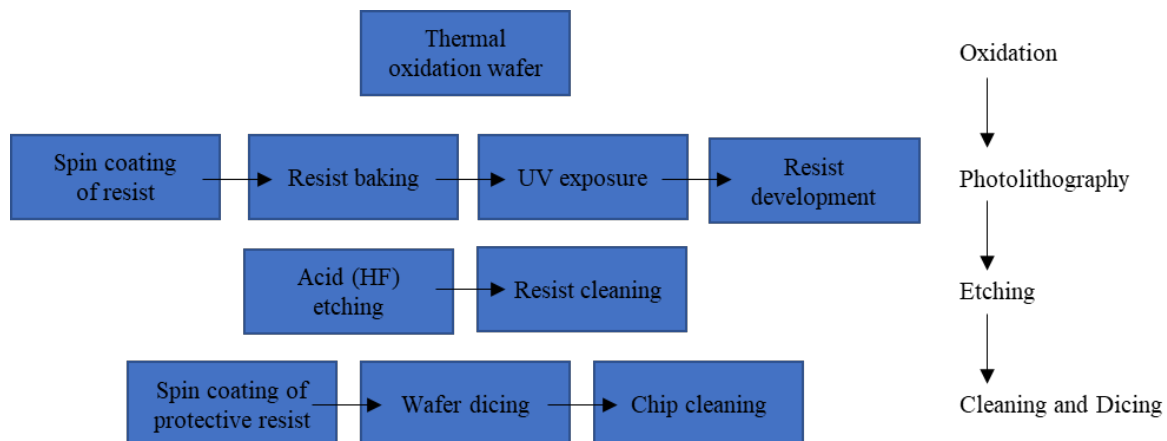 Thermal
oxidation wafer
Oxidation
Spin coating
of resist
Resist baking
UV exposure
Resist
development
Photolithography
Acid (HF)
etching
Resist cleaning
Etching
Spin coating of
protective resist
Wafer dicing
Chip cleaning
Cleaning and Dicing